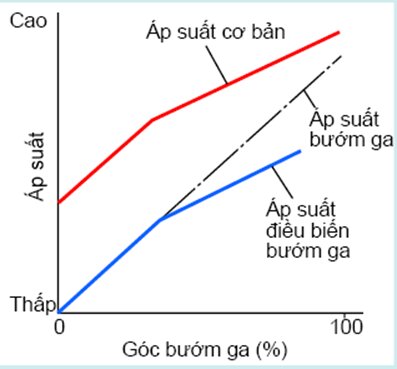 Cao
Áp suất cơ bản
Áp suất
bướm ga
Áp suất
Áp suất
điều biến
bướm ga
Thấp
0
100
Góc bướm ga (%)